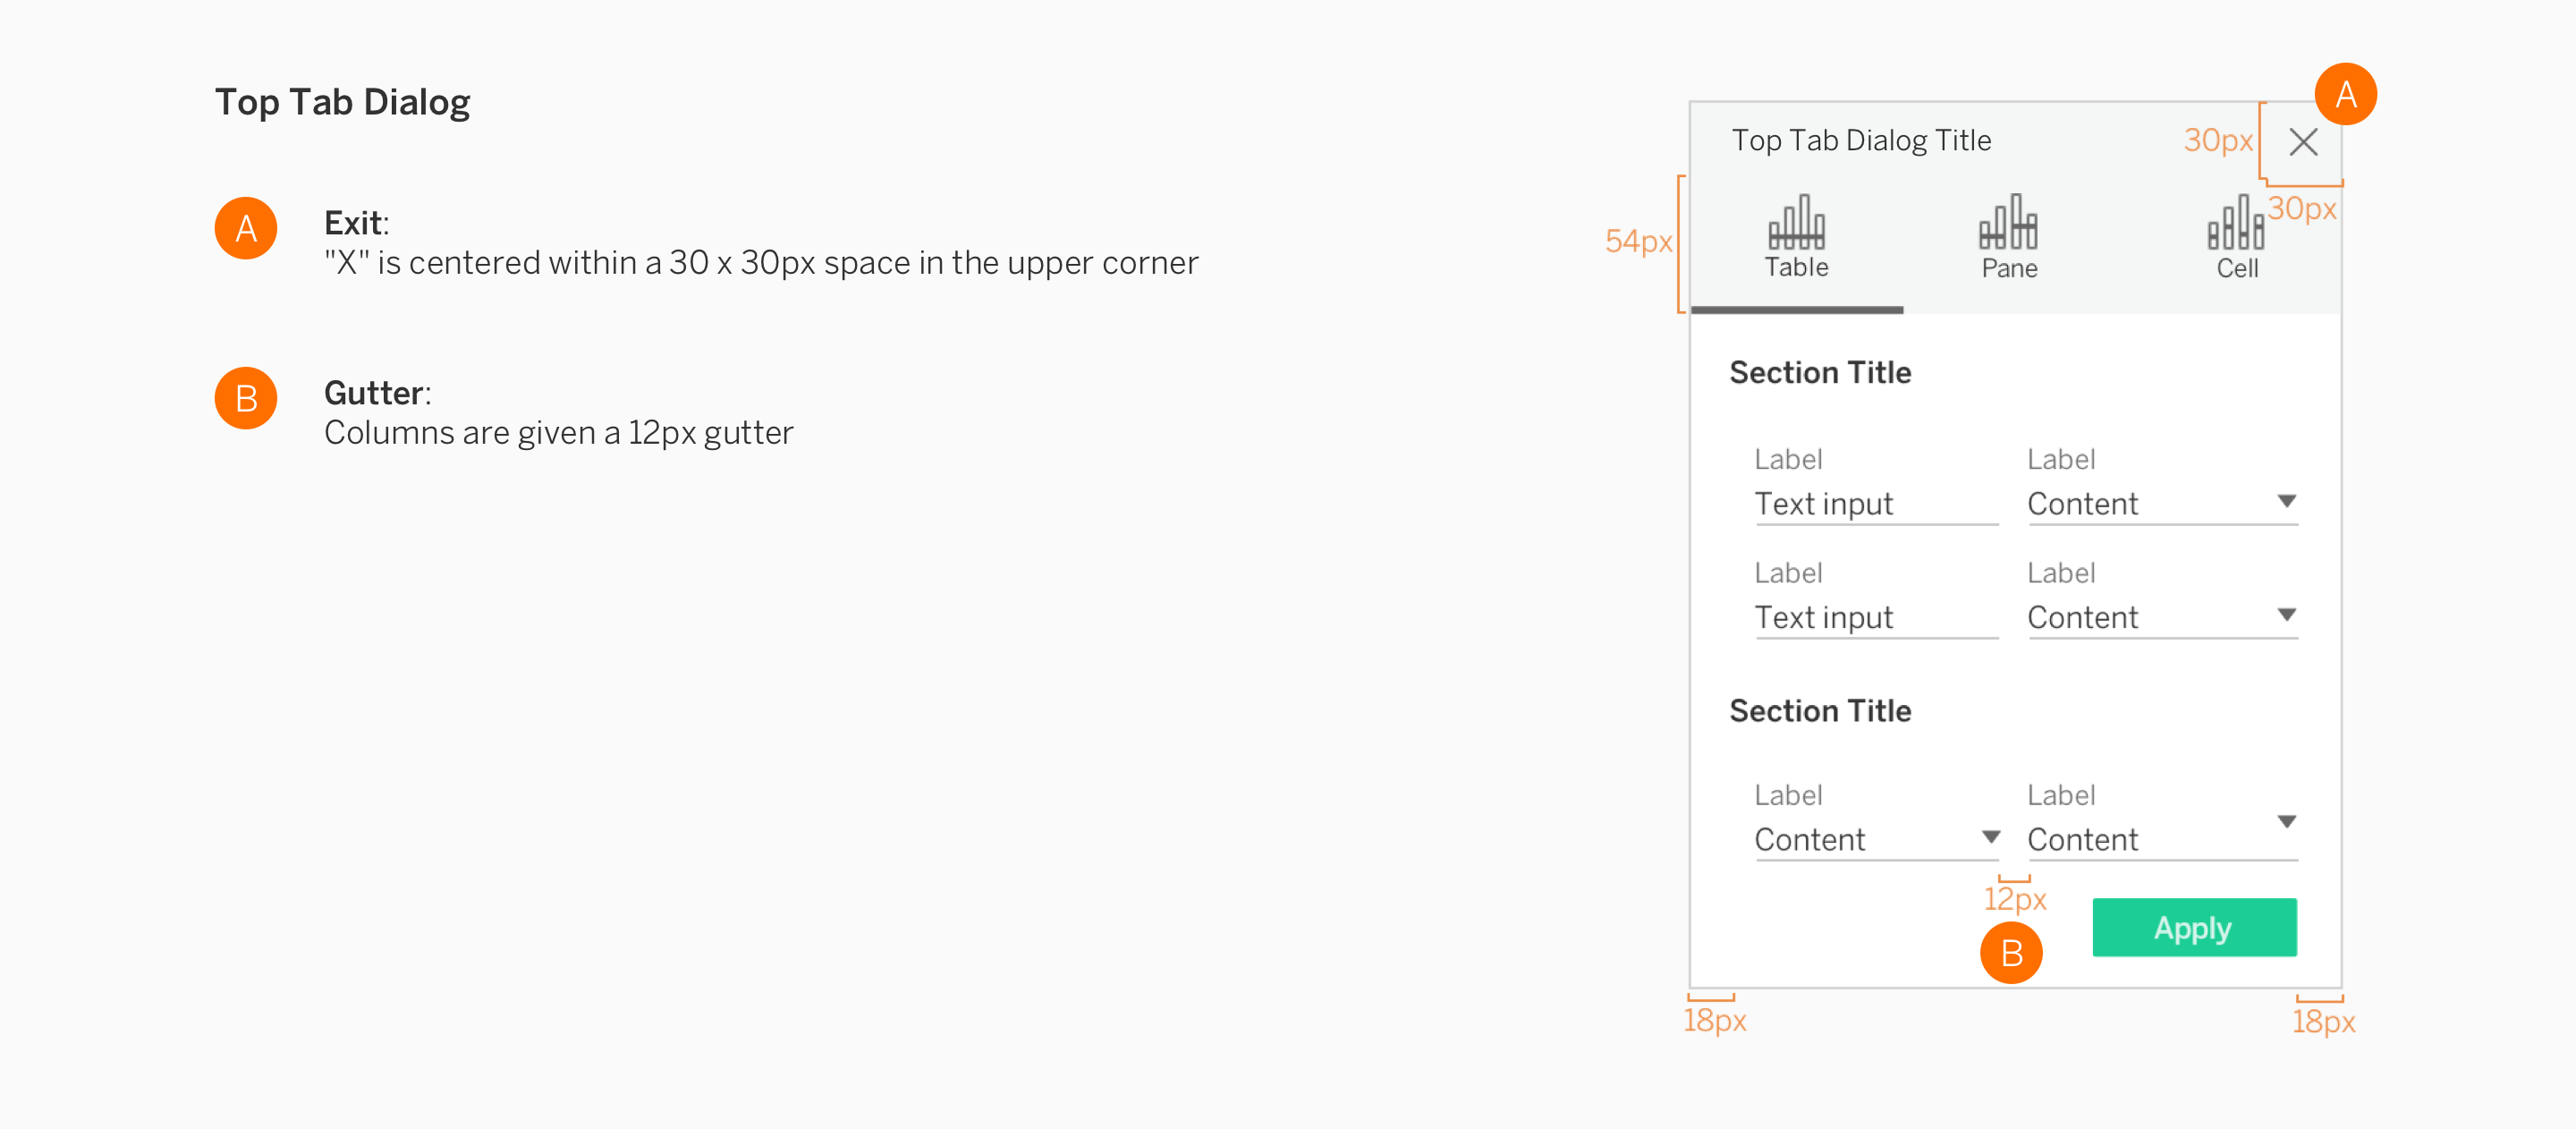 Top Tab Dialog
A
Exit:
"X" is centered within a 30 x 30px space in the upper corner
B
Gutter:
Columns are given a 12px gutter
A
Top Tab Dialog Title
30px
30px
54px
Table
Pane
Cell
Section Title
Label
Label
Text input
Content
Label
Label
Text input
Content
Section Title
Label
Label
Content
Content
12px
B
Apply
18px
18px